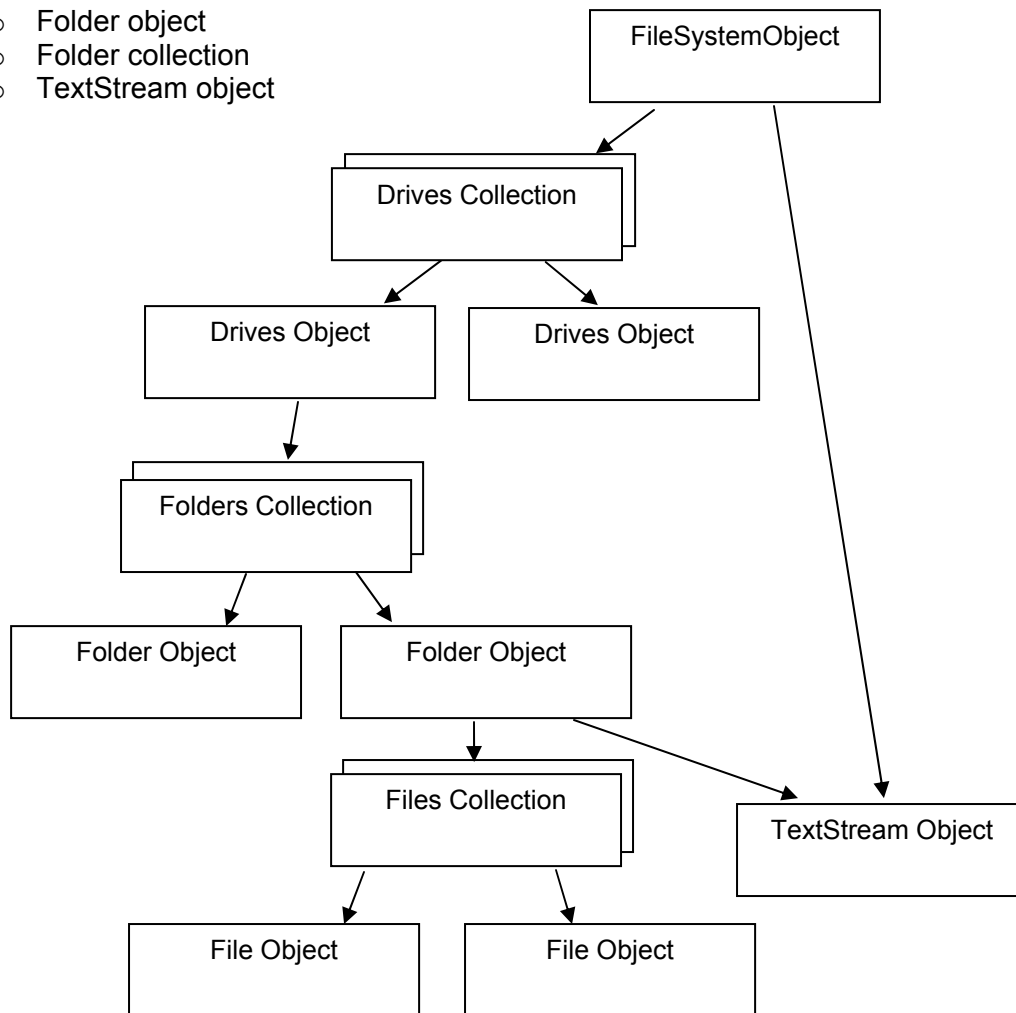 o Folder object
o Folder collection
o TextStream object
FileSystemObject
Drives Collection
Drives Object
Drives Object
Folders Collection
Folder Object
Folder Object
Files Collection
TextStream Object
File Object
File Object